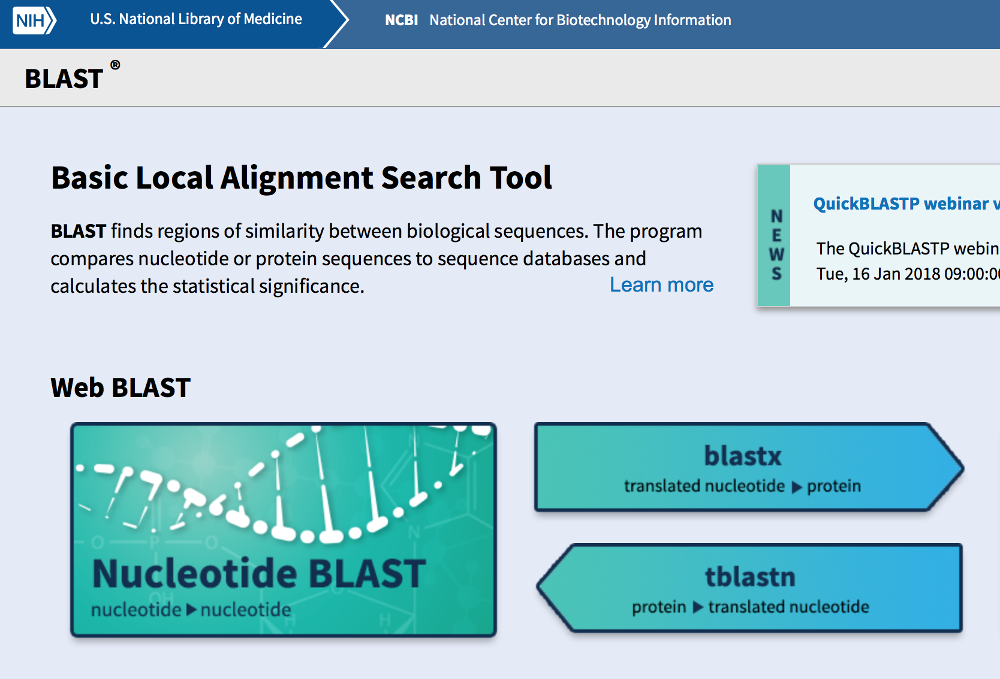 NIH
U.S. National Library of Medicine
NCBI National Center for Biotechnology Information
BLAST ®
Basic Local Alignment Search Tool
BLAST finds regions of similarity between biological sequences. The program
compares nucleotide or protein sequences to sequence databases and
calculates the statistical significance.
Learn more
NEWS
QuickBLASTP webinar
The QuickBLASTP webin
Tue, 16 Jan 2018 09:00:00
Web BLAST
N
N
O P O
Nucleotide BLAST
OH
O
nucleotide ▶ nucleotide
H H
blastx
translated nucleotide ▶ protein
tblastn
protein ▶ translated nucleotide